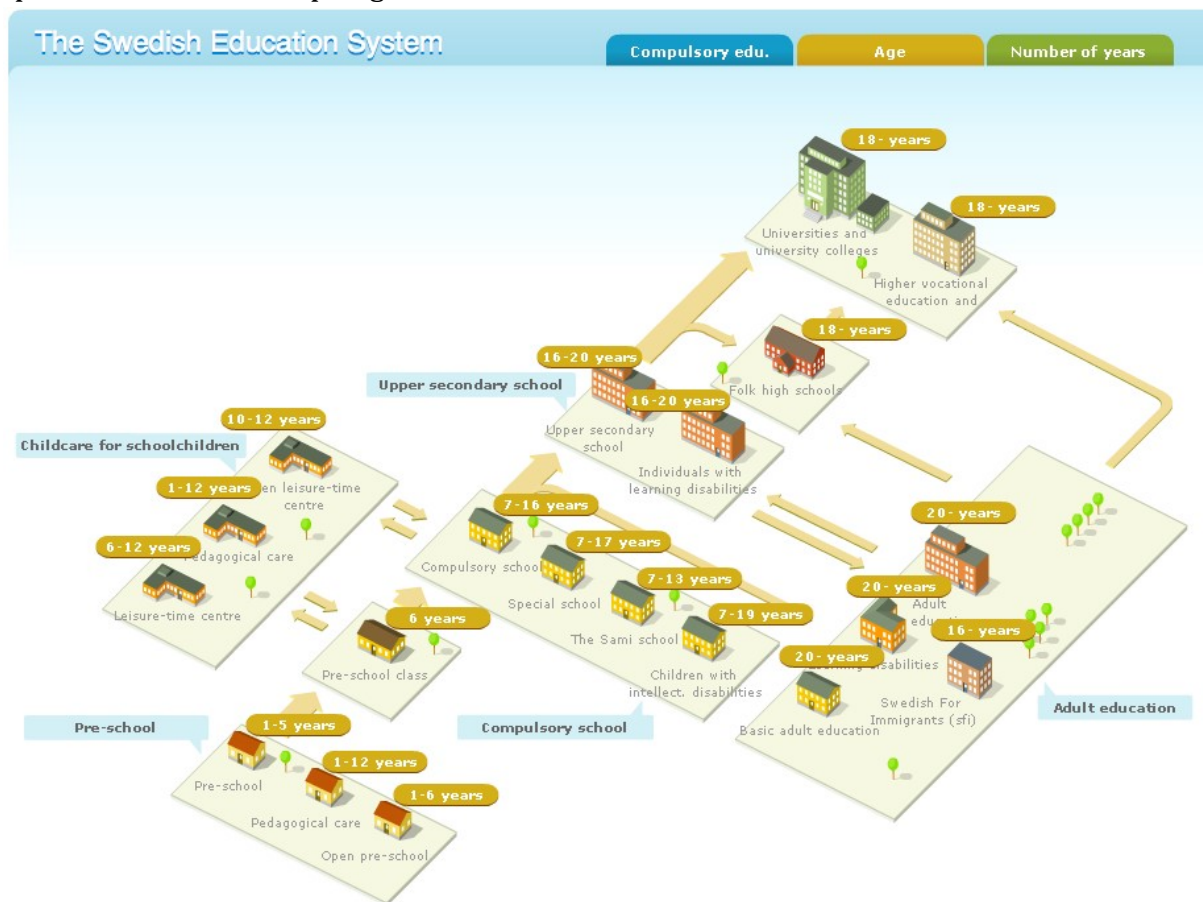 The Swedish Education System
Compulsory edu.
Age
Number of years
18- years
18- years
Universities and
university colleges
Higher vocational
education and
18- years
16-20 years
Folk high schools
Upper secondary school
16-20 years
Upper secondary
school
Individuals with
learning disabilities
10-12 years
Childcare for schoolchildren
en leisure-time
centre
1-12 years
Pedagogical care
6-12 years
Leisure-time centre
7-16 years
Compulsory school
7-17 years
Special school
7-13 years
The Sami school
7-19 years
Children with
intellect. disabilities
6 years
Pre-school class
20- years
Adult
20- years
disabilities
16- years
Swedish For
Immigrants (sfi)
20- years
Basic adult education
Adult education
Pre-school
Compulsory school
1-5 years
Pre-school
1-12 years
Pedagogical care
1-6 years
Open pre-school